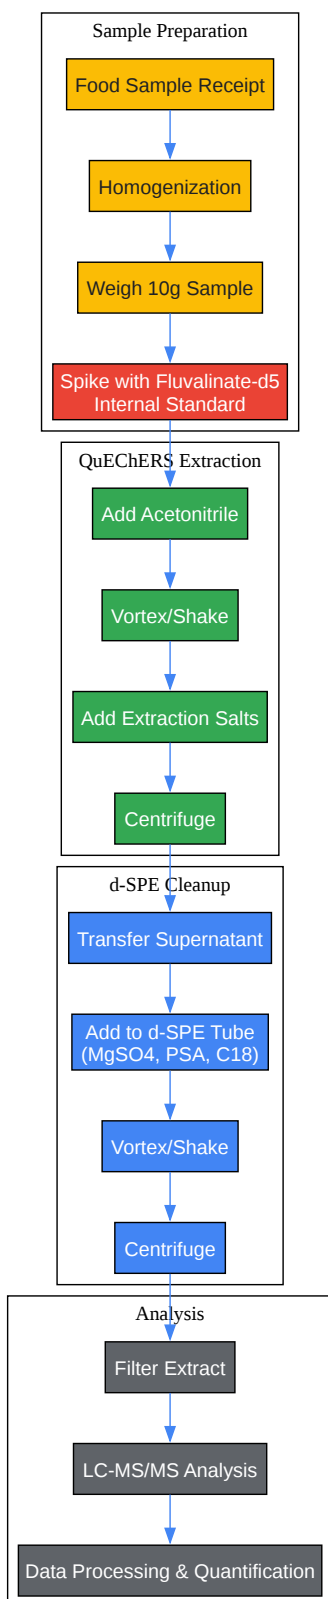 Sample Preparation
Food Sample Receipt
Homogenization
Weigh 10g Sample
Spike with Fluvalinate-d5
Internal Standard
QuEChERS Extraction
Add Acetonitrile
Vortex/Shake
Add Extraction Salts
Centrifuge
d-SPE Cleanup
Transfer Supernatant
Add to d-SPE Tube
(MgSO4, PSA, C18)
Vortex/Shake
Centrifuge
Analysis
Filter Extract
LC-MS/MS Analysis
Data Processing & Quantification